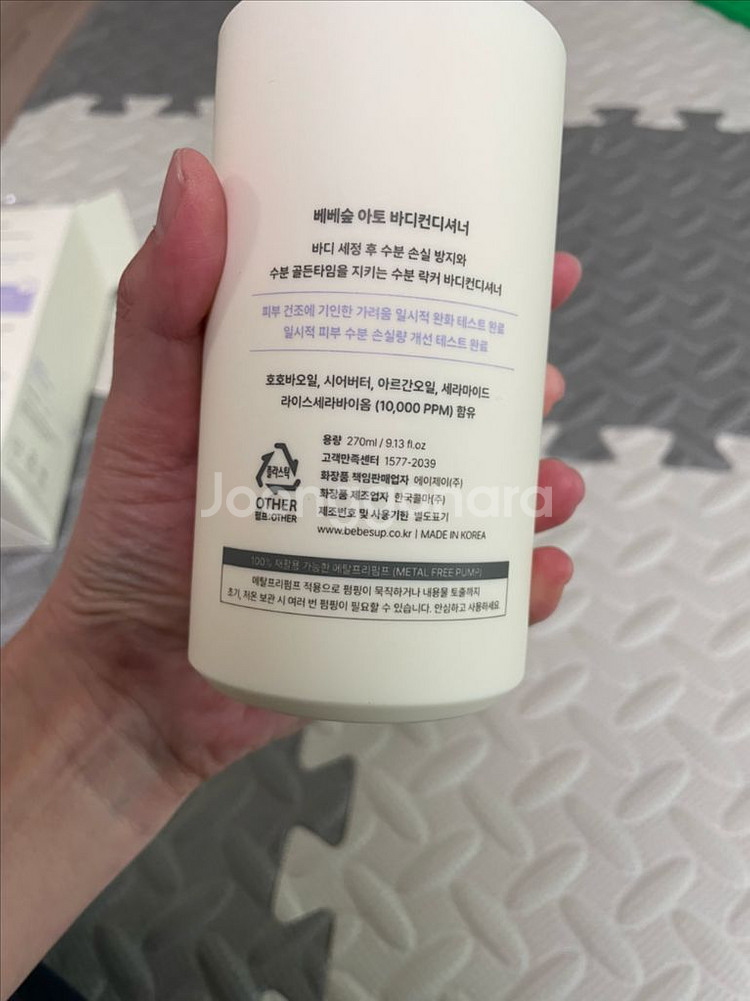 베베숲 아토 바디컨디셔너
바디 세정 후 수분 손실 방지와
수분 골든타임을 지키는 수분 락커 바디컨디셔너
피부 건조에 기인한 가려움 일시적 완화 테스트 완료
일시적 피부 수분 손실량 개선 테스트 완료
호호바오일, 시어버터, 아르간오일, 세라마이드
라이스세라바이옴 (10,000 PPM) 함유
플라스틱
OTHER
펌프:OTHER
용량 270ml / 9.13 fl.oz
고객만족센터 1577-2039
화장품 책임판매업자 에이제이(주)
화장품 제조업자 한국콜마(주)
제조번호 및 사용기한 별도표기
www.bebesup.co.kr | MADE IN KOREA
100% 재활용 가능한 메탈프리펌프 (METAL FREE PUMP)
메탈프리펌프 적용으로 펌핑이 묵직하거나 내용물 토출까지
초기, 저온 보관 시 여러 번 펌핑이 필요할 수 있습니다. 안심하고 사용하세요.
Joonggonara